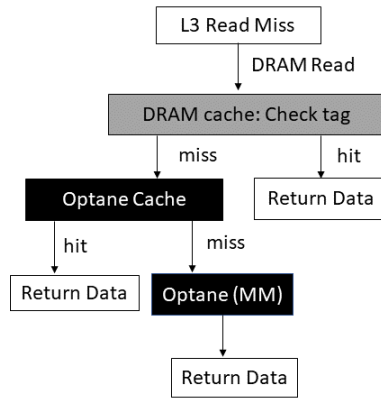 L3 Read Miss
DRAM Read
DRAM cache: Check tag
miss
hit
Optane Cache
Return Data
hit
miss
Return Data
Optane (MM)
Return Data